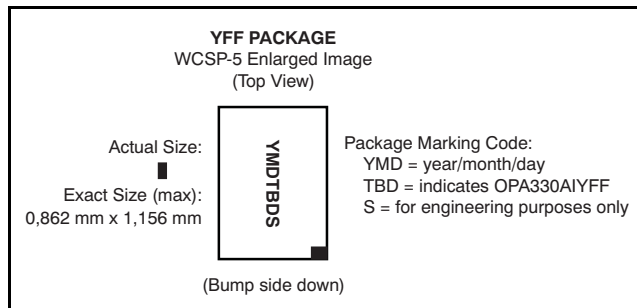 YFF PACKAGE
WCSP-5 Enlarged Image
(Top View)
Actual Size:
Exact Size (max):
0,862 mm x 1,156 mm
YMDTBDS
Package Marking Code:
YMD = year/month/day
TBD = indicates OPA330AIYFF
S = for engineering purposes only
(Bump side down)